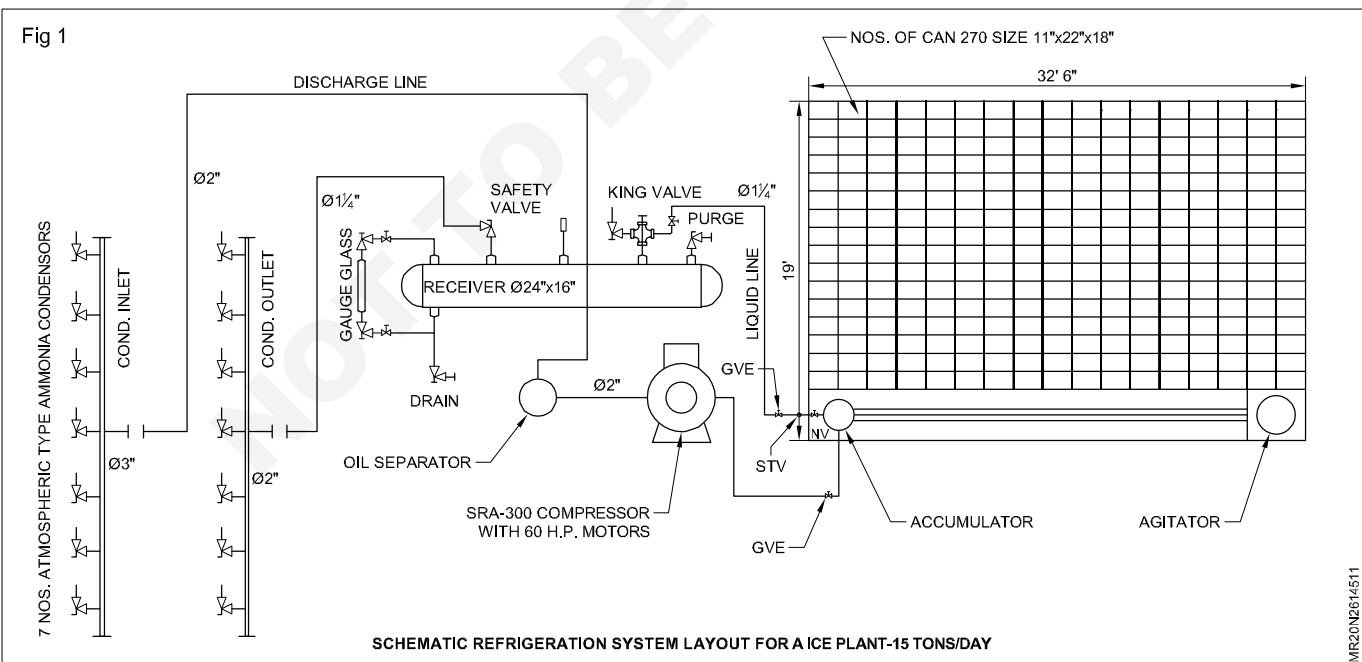 Fig 1
NOS. OF CAN 270 SIZE 11"x22"x18"
32' 6"
DISCHARGE LINE
Ø2"
Ø1¼"
SAFETY
VALVE
KING VALVE
Ø1¼"
PURGE
GAUGE GLASS
RECEIVER Ø24"x16"
LIQUID LINE
19'
7 NOS. ATMOSPHERIC TYPE AMMONIA CONDENSORS
COND. INLET
COND. OUTLET
DRAIN
Ø2"
GVE
Ø3"
Ø2"
OIL SEPARATOR
STV
NV
SRA-300 COMPRESSOR
WITH 60 H.P. MOTORS
ACCUMULATOR
AGITATOR
GVE
SCHEMATIC REFRIGERATION SYSTEM LAYOUT FOR A ICE PLANT-15 TONS/DAY
MR20N2614511
NOT TO BE